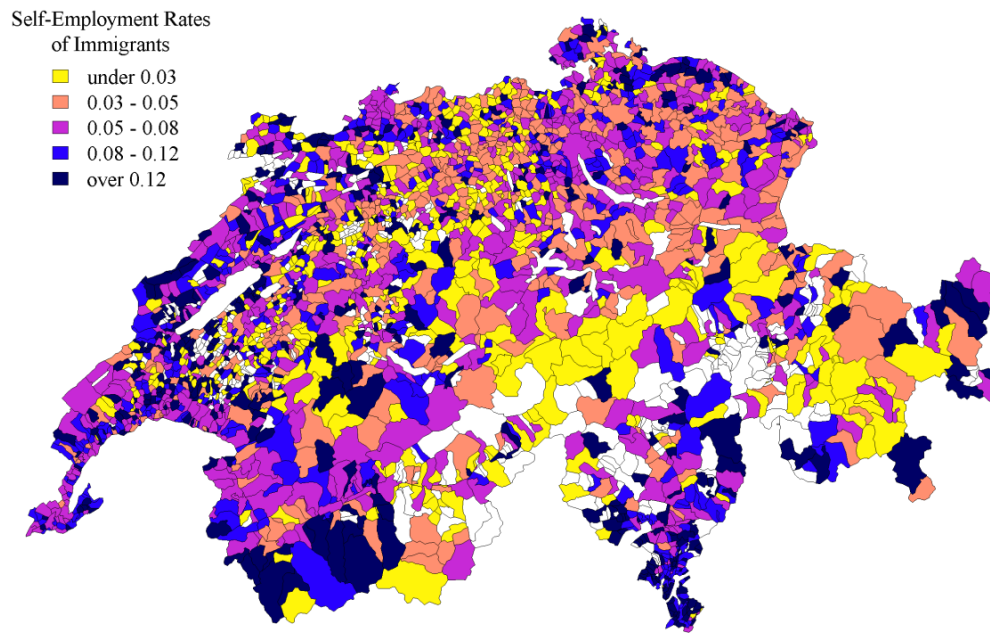 Self-Employment Rates
of Immigrants
under 0.03
0.03 - 0.05
0.05 - 0.08
0.08 - 0.12
over 0.12